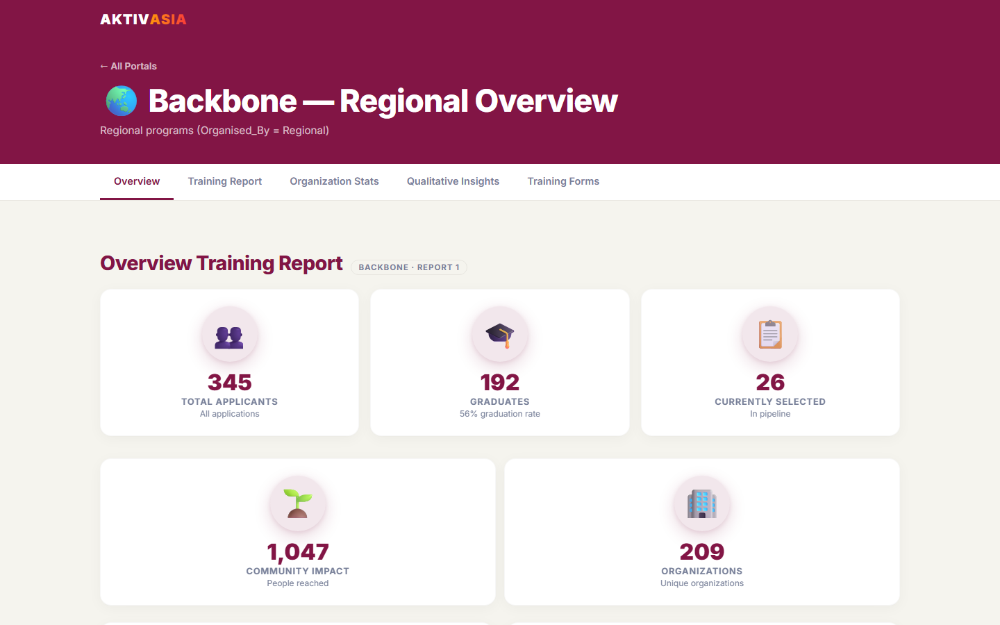 AKTIVASIA
← All Portals
Backbone — Regional Overview
Regional programs (Organised_By = Regional)
Overview
Training Report
Organization Stats
Qualitative Insights
Training Forms
Overview Training Report
BACKBONE · REPORT 1
345
TOTAL APPLICANTS
All applications
192
GRADUATES
56% graduation rate
26
CURRENTLY SELECTED
In pipeline
1,047
COMMUNITY IMPACT
People reached
209
ORGANIZATIONS
Unique organizations